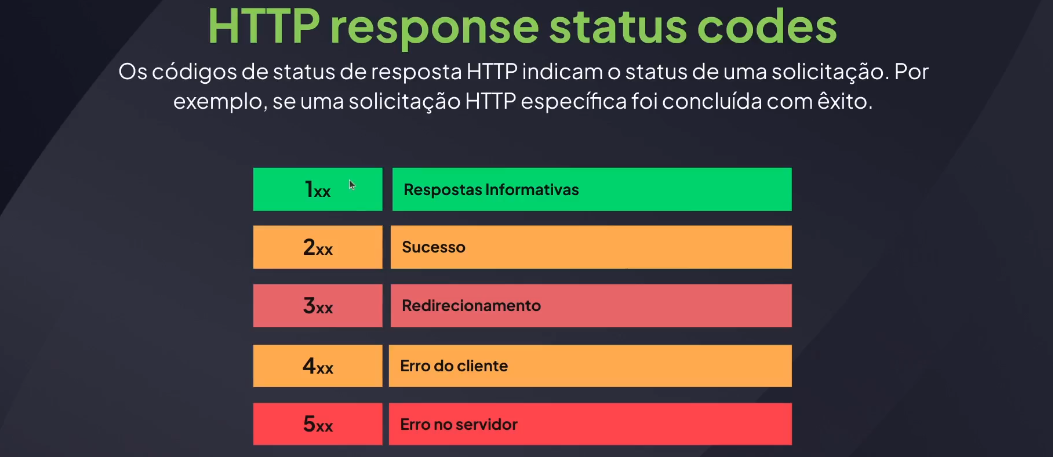 HTTP response status codes
Os códigos de status de resposta HTTP indicam o status de uma solicitação. Por
exemplo, se uma solicitação HTTP específica foi concluída com êxito.
1xx Respostas Informativas
2xx Sucesso
3xx Redirecionamento
4xx Erro do cliente
5xx Erro no servidor